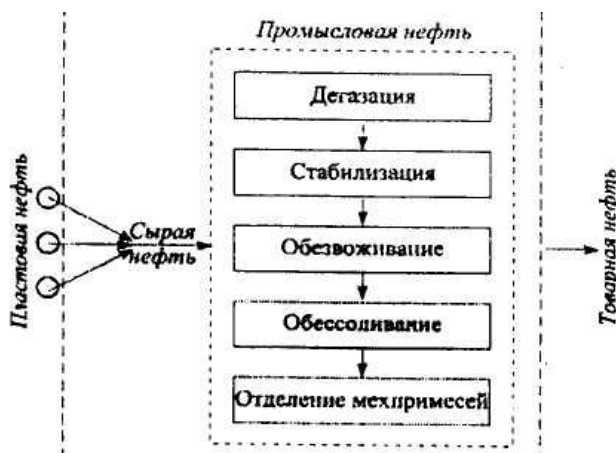 Промысловая нефть
Дегазация
Стабилизация
Обезвоживание
Обессоливание
Отделение мехпримесей
Пластовая нефть
Сырая
нефть
Товарная нефть